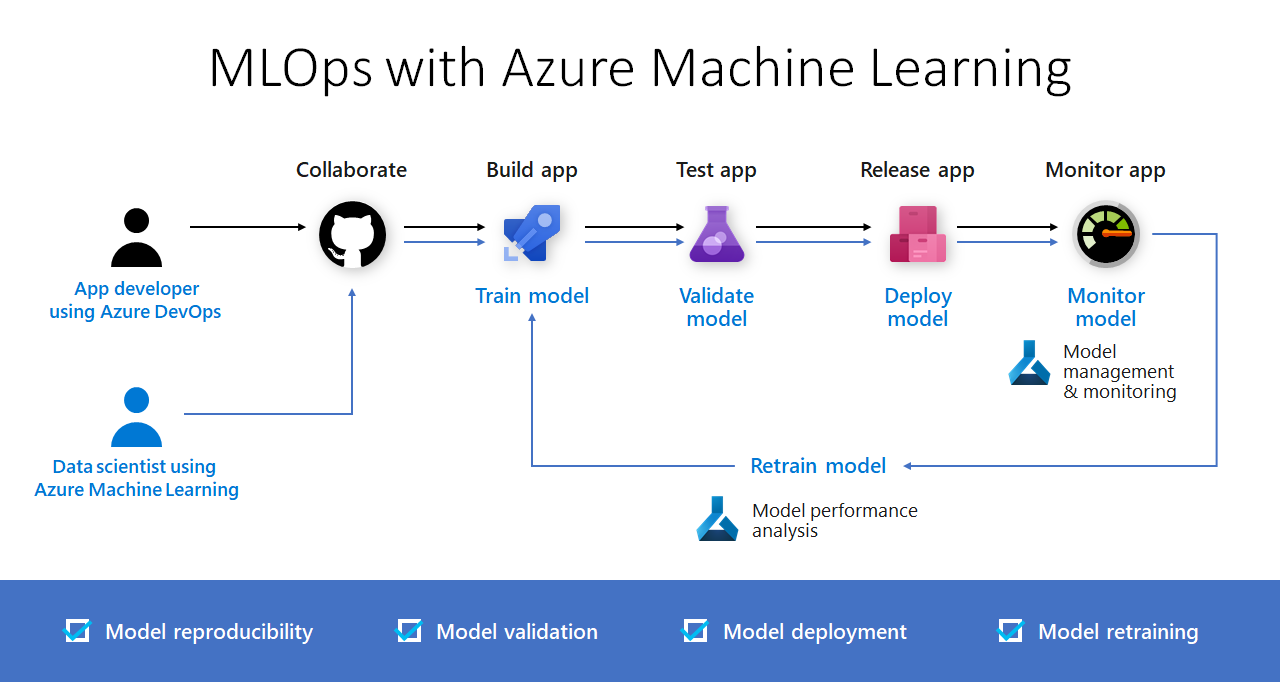 MLOps with Azure Machine Learning
Collaborate
Build app
Test app
Release app
Monitor app
App developer
using Azure DevOps
Train model
Validate
model
Deploy
model
Monitor
model
Model
management
& monitoring
Data scientist using
Azure Machine Learning
Retrain model
Model performance
analysis
Model reproducibility
Model validation
Model deployment
Model retraining